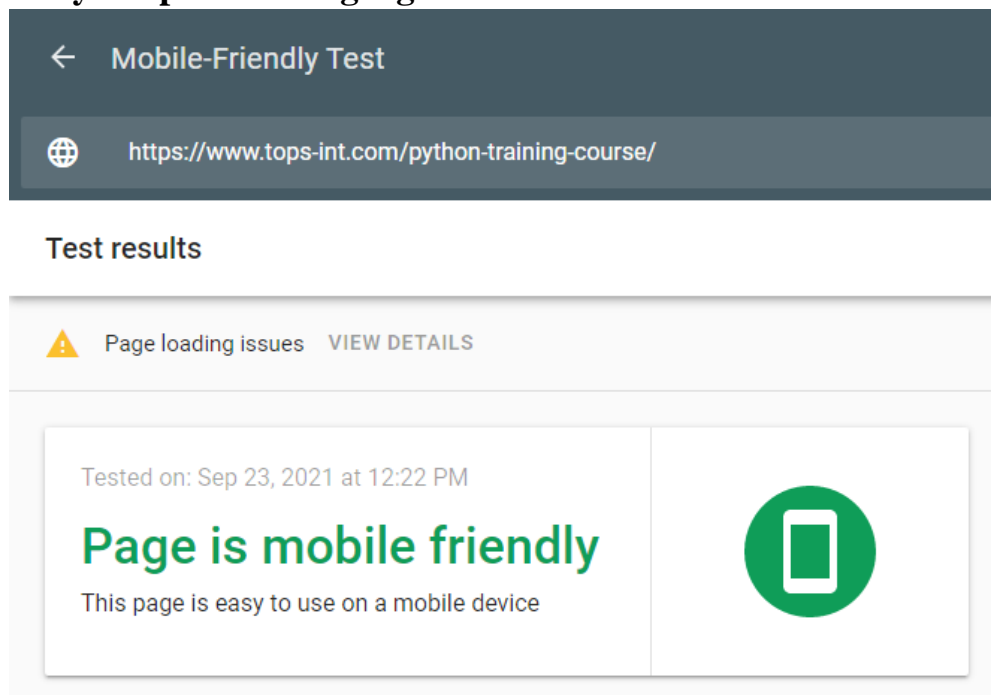 Mobile-Friendly Test
https://www.tops-int.com/python-training-course/
Test results
Page loading issues VIEW DETAILS
Tested on: Sep 23, 2021 at 12:22 PM
Page is mobile friendly
This page is easy to use on a mobile device